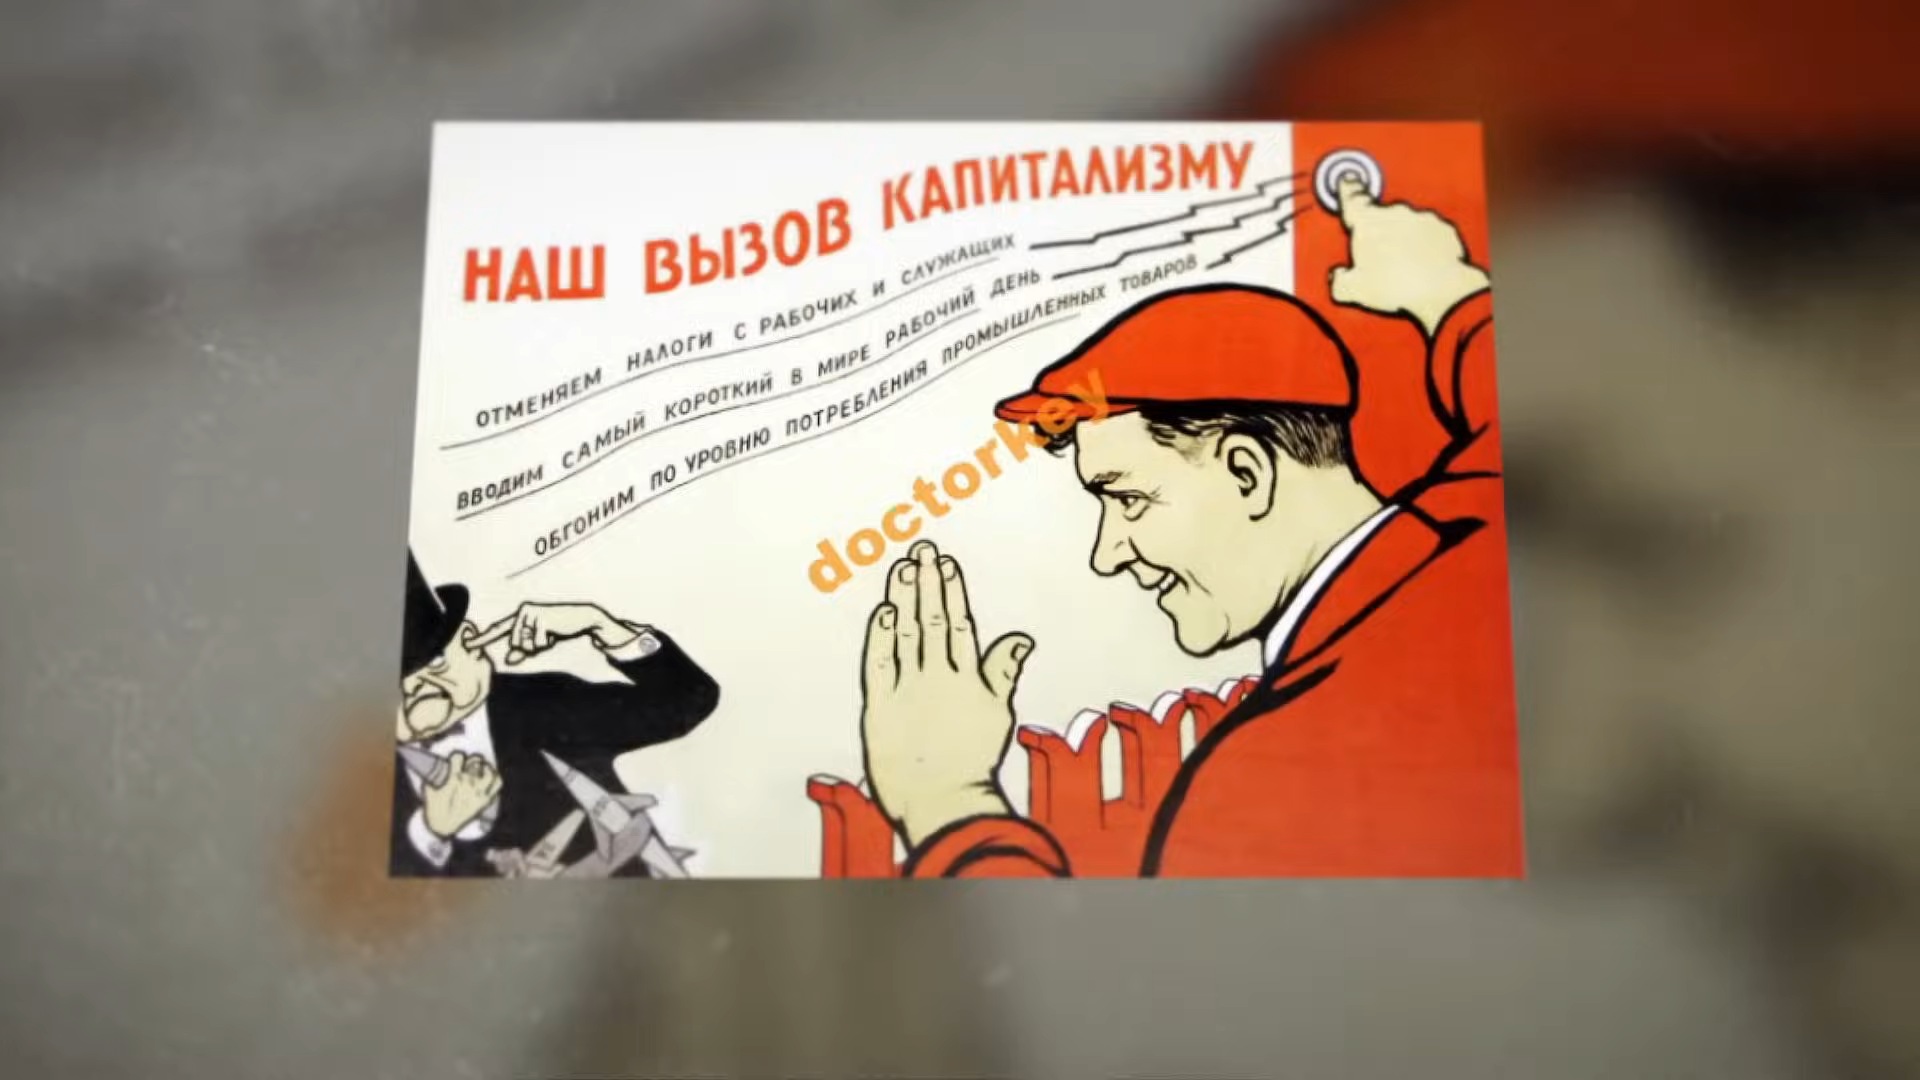 НАШ ВЫЗОВ КАПИТАЛИЗМУ
ОТМЕНЯЕМ НАЛОГИ С РАБОЧИХ И СЛУЖАЩИХ
ВВОДИМ САМЫЙ КОРОТКИЙ В МИРЕ РАБОЧИЙ ДЕНЬ
ОБГОНИМ ПО УРОВНЮ ПОТРЕБЛЕНИЯ ПРОМЫШЛЕННЫХ ТОВАРОВ
doctorkey